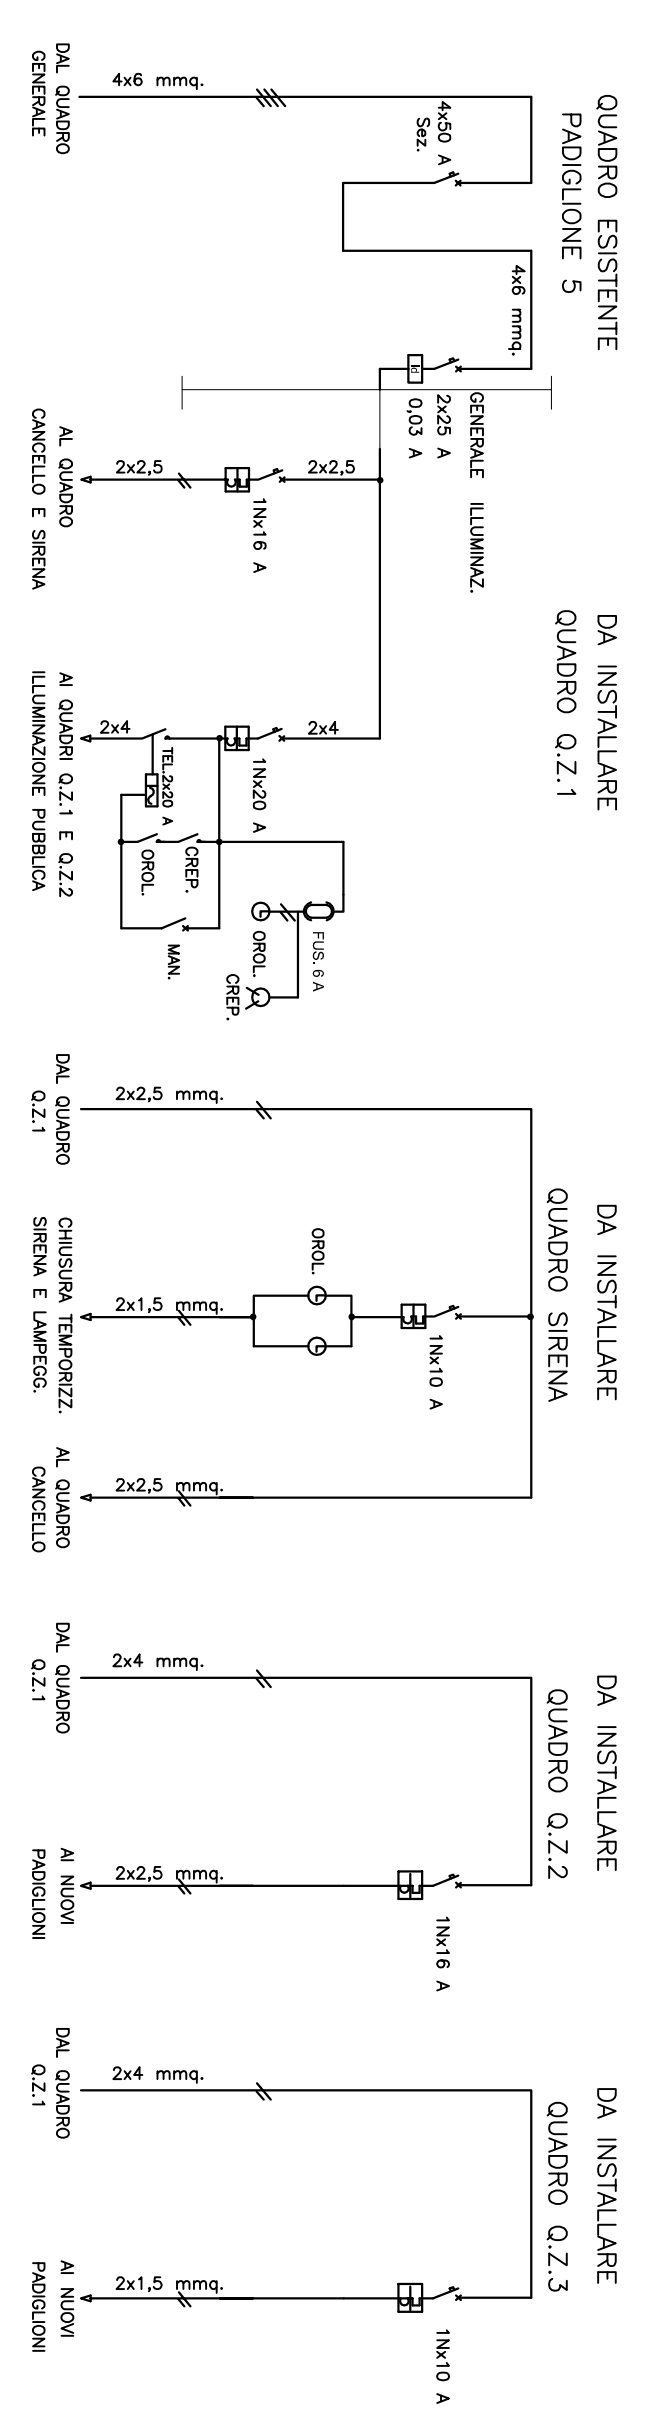 QUADRO ESISTENTE
PADIGLIONE 5
4x6 mmq.
DAL QUADRO
GENERALE
4x50 A
Sez.
4x6 mmq.
GENERALE ILLUMINAZ.
2x25 A
0,03 A
Id
DA INSTALLARE
QUADRO Q.Z.1
2x2,5
1Nx16 A
2x2,5
AL QUADRO
CANCELLO E SIRENA
2x4
1Nx20 A
TEL.2x20 A
2x4
AI QUADRI Q.Z.1 E Q.Z.2
ILLUMINAZIONE PUBBLICA
CREP.
OROL.
MAN.
FUS. 6 A
OROL.
CREP.
DA INSTALLARE
QUADRO SIRENA
2x2,5 mmq.
DAL QUADRO
Q.Z.1
1Nx10 A
OROL.
2x1,5 mmq.
CHIUSURA TEMPORIZZ.
SIRENA E LAMPEGG.
2x2,5 mmq.
AL QUADRO
CANCELLO
DA INSTALLARE
QUADRO Q.Z.2
2x4 mmq.
DAL QUADRO
Q.Z.1
1Nx16 A
2x2,5 mmq.
AI NUOVI
PADIGLIONI
DA INSTALLARE
QUADRO Q.Z.3
2x4 mmq.
DAL QUADRO
Q.Z.1
1Nx10 A
2x1,5 mmq.
AI NUOVI
PADIGLIONI